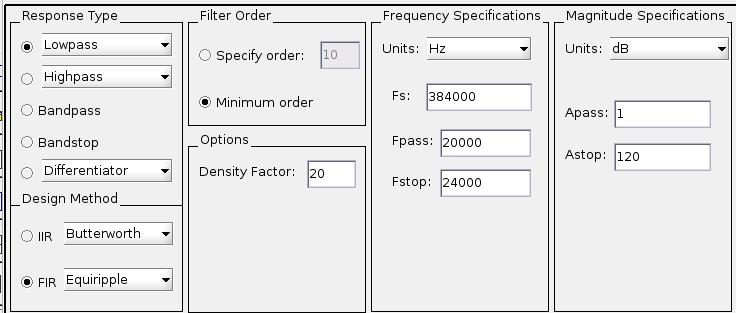 Response Type
Lowpass
Highpass
Bandpass
Bandstop
Differentiator
Design Method
IIR Butterworth
FIR Equiripple
Filter Order
Specify order: 10
Minimum order
Options
Density Factor: 20
Frequency Specifications
Units: Hz
Fs: 384000
Fpass: 20000
Fstop: 24000
Magnitude Specifications
Units: dB
Apass: 1
Astop: 120